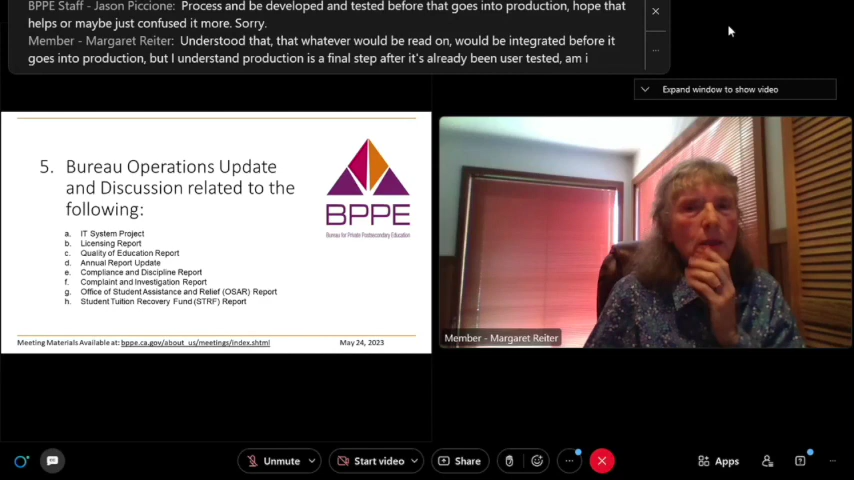 BPPE Staff - Jason Piccione: Process and be developed and tested before that goes into production, hope that
helps or maybe just confused it more. Sorry.
Member - Margaret Reiter: Understood that, that whatever would be read on, would be integrated before it
goes into production, but I understand production is a final step after it's already been user tested, am i
Expand window to show video
5. Bureau Operations Update
and Discussion related to the
following:
a. IT System Project
b. Licensing Report
c. Quality of Education Report
d. Annual Report Update
e. Compliance and Discipline Report
f. Complaint and Investigation Report
g. Office of Student Assistance and Relief (OSAR) Report
h. Student Tuition Recovery Fund (STRF) Report
BPPE
Bureau for Private Postsecondary Education
Meeting Materials Available at: bppe.ca.gov/about_us/meetings/index.shtml
May 24, 2023
Member - Margaret Reiter
Unmute
Start video
Share
Apps